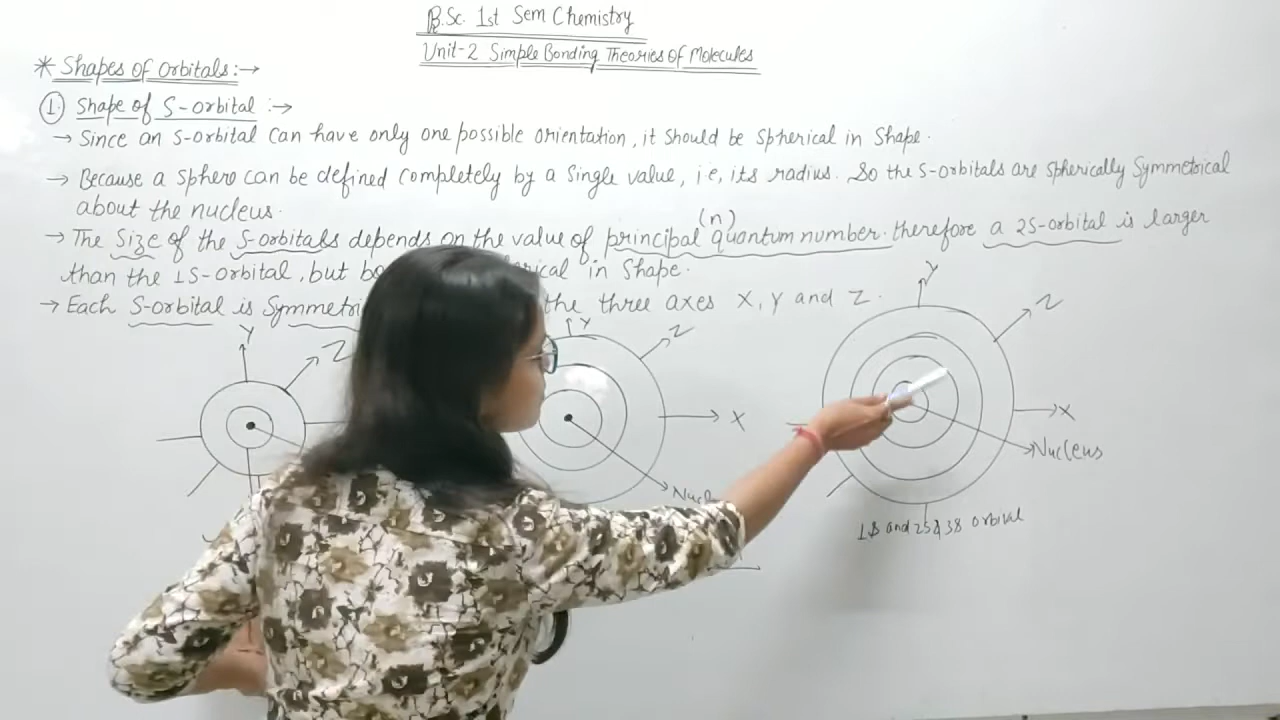 B.Sc. 1st Sem Chemistry
Unit-2 Simple Bonding Theories of Molecules
* Shapes of Orbitals:→
① Shape of S-orbital :→
→ Since an S-orbital can have only one possible orientation, it should be spherical in shape.
→ Because a sphere can be defined completely by a single value, i.e, its radius. So the S-orbitals are spherically symmetrical
about the nucleus.
(n)
→ The size of the S-orbitals depends on the value of principal quantum number. therefore a 2S-orbital is larger
than the 1S-orbital, but in shape.
→ Each S-orbital is the three axes X, Y and Z.
Y
Z
Y
Z
X
Y
Z
X
Nucleus
1S and 2S & 3S orbital